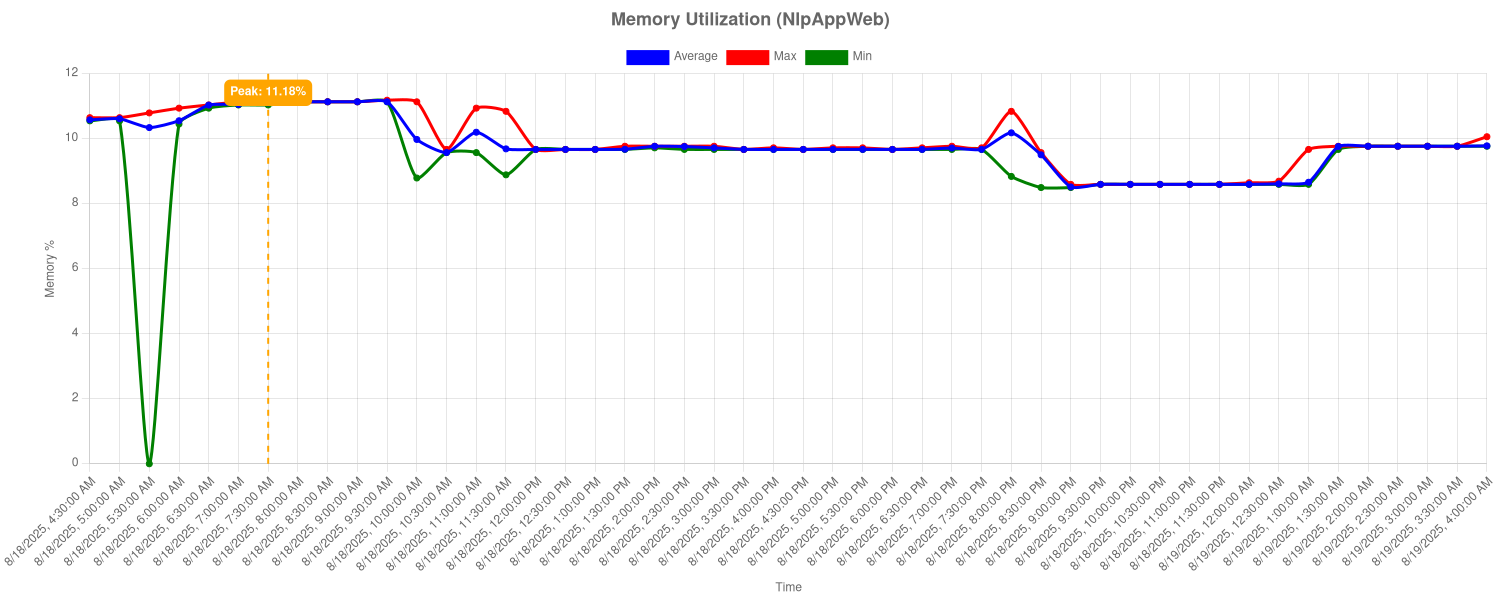 Memory Utilization (NlpAppWeb)
Average Max Min
Peak: 11.18%
Memory %
12
10
8
6
4
2
0
8/18/2025, 4:30:00 AM
8/18/2025, 5:00:00 AM
8/18/2025, 5:30:00 AM
8/18/2025, 6:00:00 AM
8/18/2025, 6:30:00 AM
8/18/2025, 7:00:00 AM
8/18/2025, 7:30:00 AM
8/18/2025, 8:00:00 AM
8/18/2025, 8:30:00 AM
8/18/2025, 9:00:00 AM
8/18/2025, 9:30:00 AM
8/18/2025, 10:00:00 AM
8/18/2025, 10:30:00 AM
8/18/2025, 11:00:00 AM
8/18/2025, 11:30:00 AM
8/18/2025, 12:00:00 PM
8/18/2025, 12:30:00 PM
8/18/2025, 1:00:00 PM
8/18/2025, 1:30:00 PM
8/18/2025, 2:00:00 PM
8/18/2025, 2:30:00 PM
8/18/2025, 3:00:00 PM
8/18/2025, 3:30:00 PM
8/18/2025, 4:00:00 PM
8/18/2025, 4:30:00 PM
8/18/2025, 5:00:00 PM
8/18/2025, 5:30:00 PM
8/18/2025, 6:00:00 PM
8/18/2025, 6:30:00 PM
8/18/2025, 7:00:00 PM
8/18/2025, 7:30:00 PM
8/18/2025, 8:00:00 PM
8/18/2025, 8:30:00 PM
8/18/2025, 9:00:00 PM
8/18/2025, 9:30:00 PM
8/18/2025, 10:00:00 PM
8/18/2025, 10:30:00 PM
8/18/2025, 11:00:00 PM
8/18/2025, 11:30:00 PM
8/19/2025, 12:00:00 AM
8/19/2025, 12:30:00 AM
8/19/2025, 1:00:00 AM
8/19/2025, 1:30:00 AM
8/19/2025, 2:00:00 AM
8/19/2025, 2:30:00 AM
8/19/2025, 3:00:00 AM
8/19/2025, 3:30:00 AM
8/19/2025, 4:00:00 AM
Time